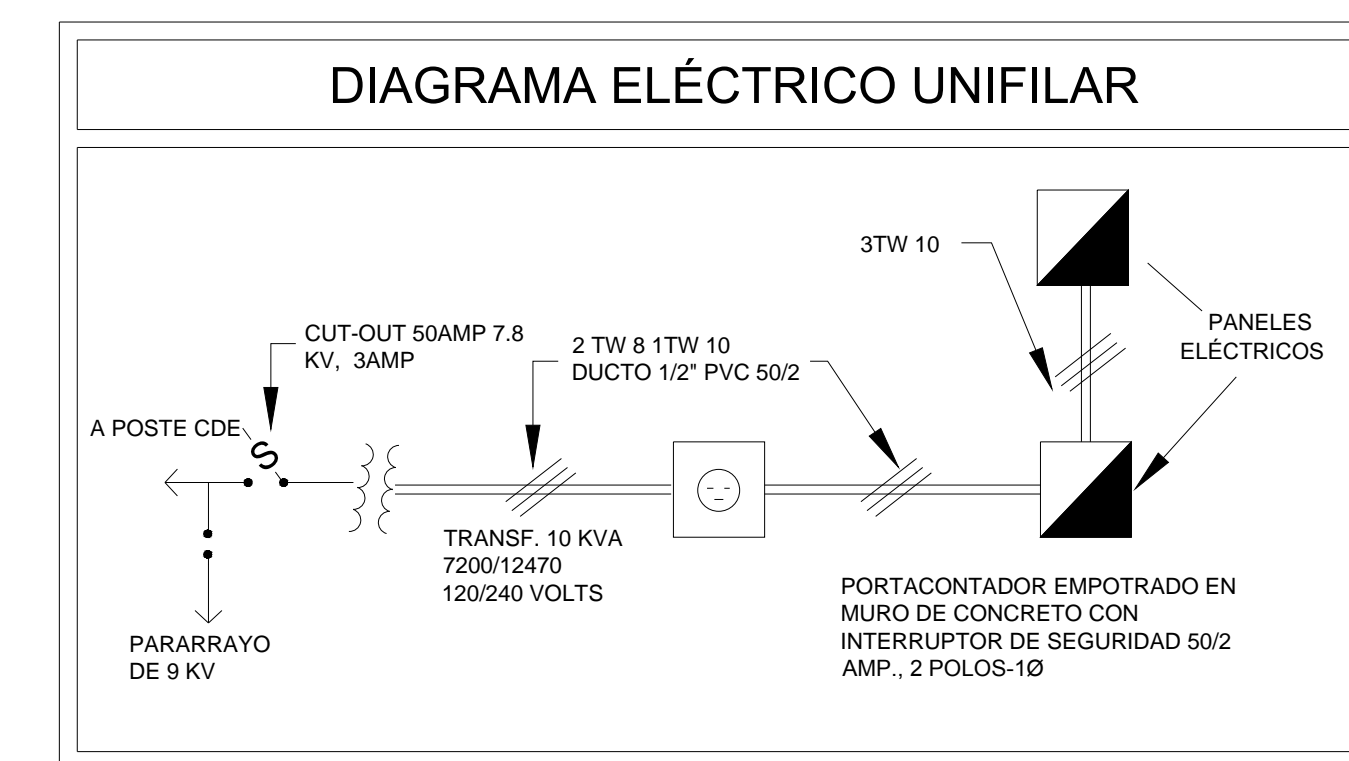 DIAGRAMA ELÉCTRICO UNIFILAR
3TW 10
PANELES
ELÉCTRICOS
CUT-OUT 50AMP 7.8
KV, 3AMP
2 TW 8 1TW 10
DUCTO 1/2" PVC 50/2
A POSTE CDE
S
TRANSF. 10 KVA
7200/12470
120/240 VOLTS
PORTACONTADOR EMPOTRADO EN
MURO DE CONCRETO CON
INTERRUPTOR DE SEGURIDAD 50/2
AMP., 2 POLOS-1Ø
PARARRAYO
DE 9 KV